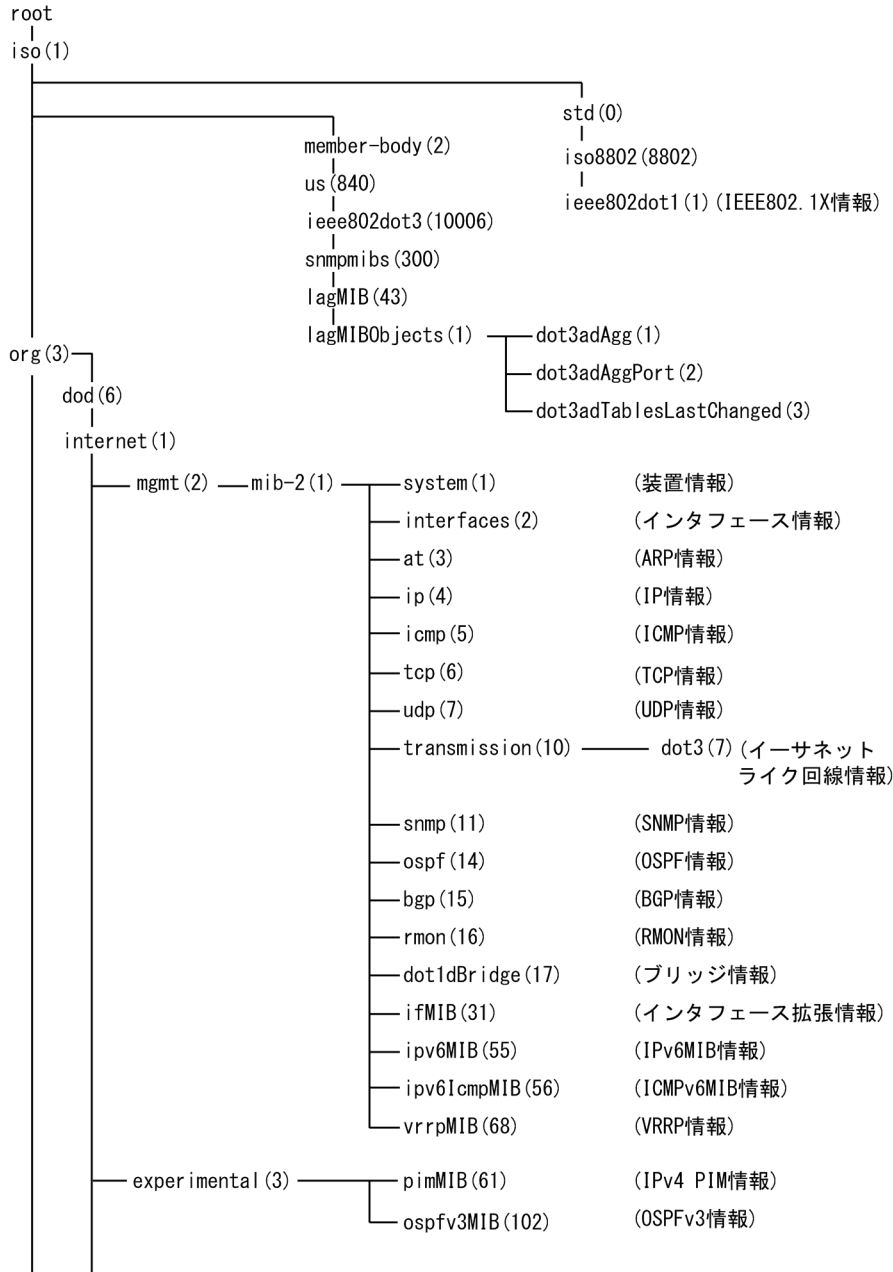 root
iso(1)
std(0)
member-body(2)
iso8802(8802)
us(840)
ieee802dot1(1)(IEEE802.1X情報)
ieee802dot3(10006)
snmpmibs(300)
lagMIB(43)
lagMIBObjects(1) dot3adAgg(1)
org(3)
dot3adAggPort(2)
dod(6)
dot3adTablesLastChanged(3)
internet(1)
mgmt(2) mib-2(1) system(1) (装置情報)
interfaces(2) (インタフェース情報)
at(3) (ARP情報)
ip(4) (IP情報)
icmp(5) (ICMP情報)
tcp(6) (TCP情報)
udp(7) (UDP情報)
transmission(10) dot3(7)(イーサネット
ライク回線情報)
snmp(11) (SNMP情報)
ospf(14) (OSPF情報)
bgp(15) (BGP情報)
rmon(16) (RMON情報)
dot1dBridge(17) (ブリッジ情報)
ifMIB(31) (インタフェース拡張情報)
ipv6MIB(55) (IPv6MIB情報)
ipv6IcmpMIB(56) (ICMPv6MIB情報)
vrrpMIB(68) (VRRP情報)
experimental(3) pimMIB(61) (IPv4 PIM情報)
ospfv3MIB(102) (OSPFv3情報)